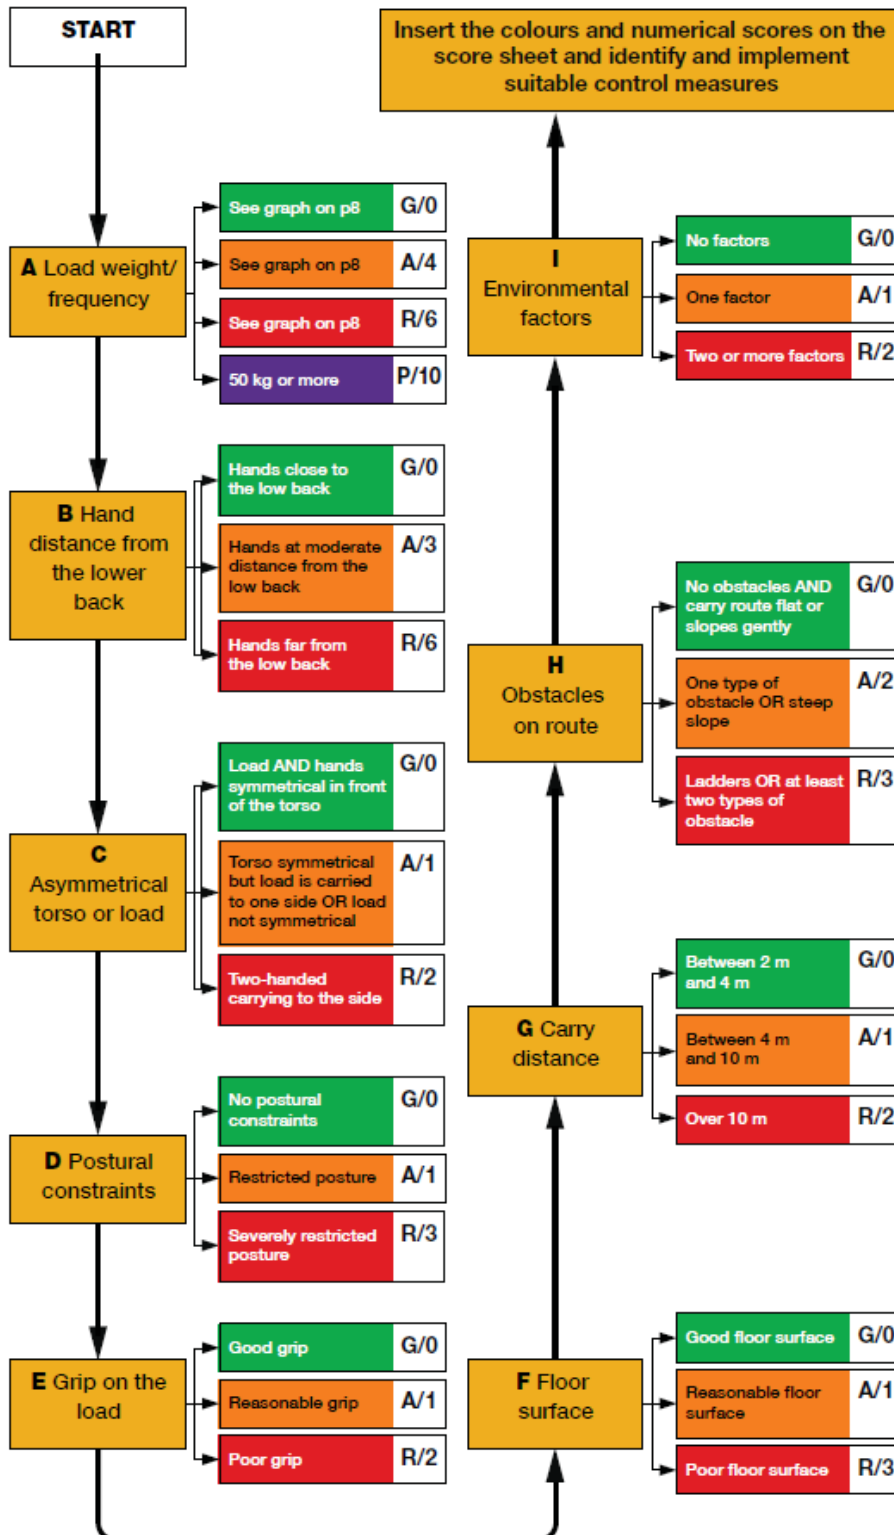 START
A Load weight/
frequency
See graph on p8
G/0
See graph on p8
A/4
See graph on p8
R/6
50 kg or more
P/10
B Hand
distance from
the lower
back
Hands close to
the low back
G/0
Hands at moderate
distance from the
low back
A/3
Hands far from
the low back
R/6
C
Asymmetrical
torso or load
Load AND hands
symmetrical in front
of the torso
G/0
Torso symmetrical
but load is carried
to one side OR load
not symmetrical
A/1
Two-handed
carrying to the side
R/2
D Postural
constraints
No postural
constraints
G/0
Restricted posture
A/1
Severely restricted
posture
R/3
E Grip on the
load
Good grip
G/0
Reasonable grip
A/1
Poor grip
R/2
F Floor
surface
Good floor surface
G/0
Reasonable floor
surface
A/1
Poor floor surface
R/3
G Carry
distance
Between 2 m
and 4 m
G/0
Between 4 m
and 10 m
A/1
Over 10 m
R/2
H
Obstacles
on route
No obstacles AND
carry route flat or
slopes gently
G/0
One type of
obstacle OR steep
slope
A/2
Ladders OR at least
two types of
obstacle
R/3
I
Environmental
factors
No factors
G/0
One factor
A/1
Two or more factors
R/2
Insert the colours and numerical scores on the
score sheet and identify and implement
suitable control measures